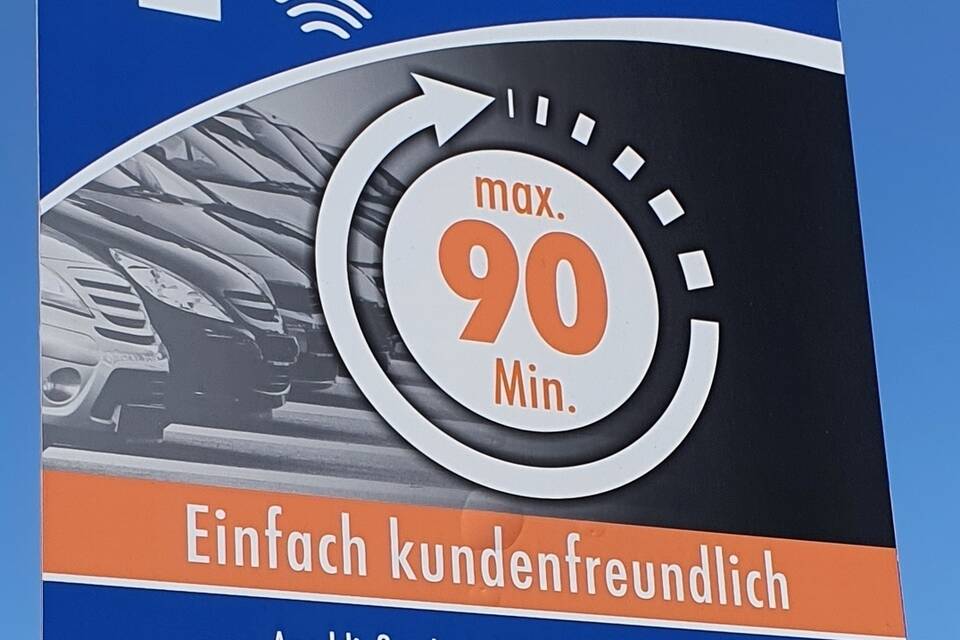 max.
90
Min.
Einfach kundenfreundlich